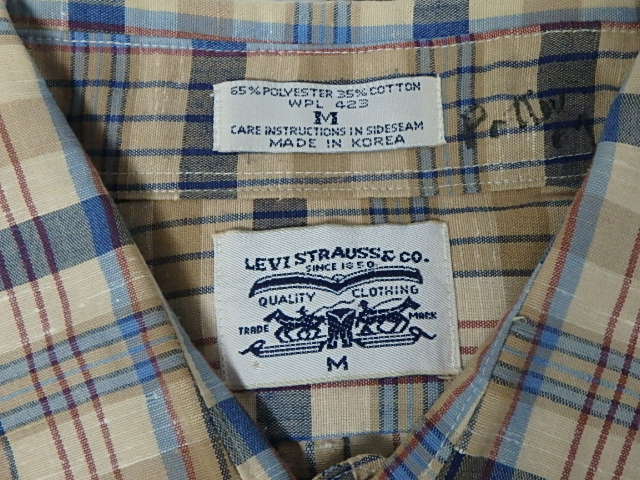 65% POLYESTER 35% COTTON
WPL 423
M
CARE INSTRUCTIONS IN SIDESEAM
MADE IN KOREA
LEVI STRAUSS & CO.
SINCE 1850
QUALITY CLOTHING
TRADE MARK
M